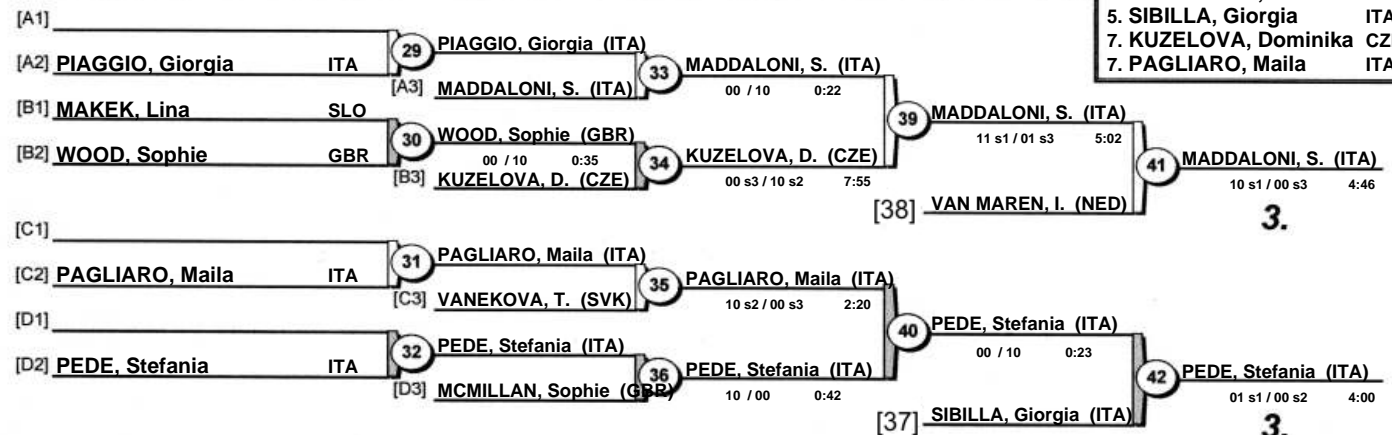 [A1]
[A2] PIAGGIO, Giorgia ITA
[B1] MAKEK, Lina SLO
[B2] WOOD, Sophie GBR
[C1]
[C2] PAGLIARO, Maila ITA
[D1]
[D2] PEDE, Stefania ITA
29 PIAGGIO, Giorgia (ITA)
[A3] MADDALONI, S. (ITA)
30 WOOD, Sophie (GBR)
00 / 10 0:35
[B3] KUZELOVA, D. (CZE)
31 PAGLIARO, Maila (ITA)
[C3] VANEKOVA, T. (SVK)
32 PEDE, Stefania (ITA)
[D3] MCMILLAN, Sophie (GBR)
33 MADDALONI, S. (ITA)
00 / 10 0:22
34 KUZELOVA, D. (CZE)
00 s3 / 10 s2 7:55
35 PAGLIARO, Maila (ITA)
10 s2 / 00 s3 2:20
36 PEDE, Stefania (ITA)
10 / 00 0:42
39 MADDALONI, S. (ITA)
11 s1 / 01 s3 5:02
[38] VAN MAREN, I. (NED)
40 PEDE, Stefania (ITA)
00 / 10 0:23
[37] SIBILLA, Giorgia (ITA)
41 MADDALONI, S. (ITA)
10 s1 / 00 s3 4:46
3.
42 PEDE, Stefania (ITA)
01 s1 / 00 s2 4:00
3.
5. SIBILLA, Giorgia ITA
7. KUZELOVA, Dominika CZE
7. PAGLIARO, Maila ITA